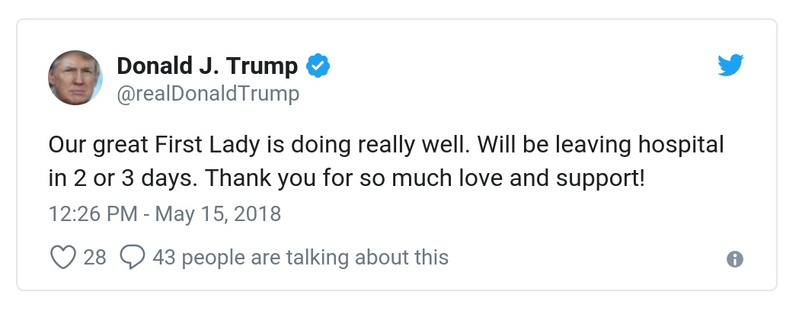 Donald J. Trump
@realDonaldTrump
Our great First Lady is doing really well. Will be leaving hospital
in 2 or 3 days. Thank you for so much love and support!
12:26 PM - May 15, 2018
28 43 people are talking about this